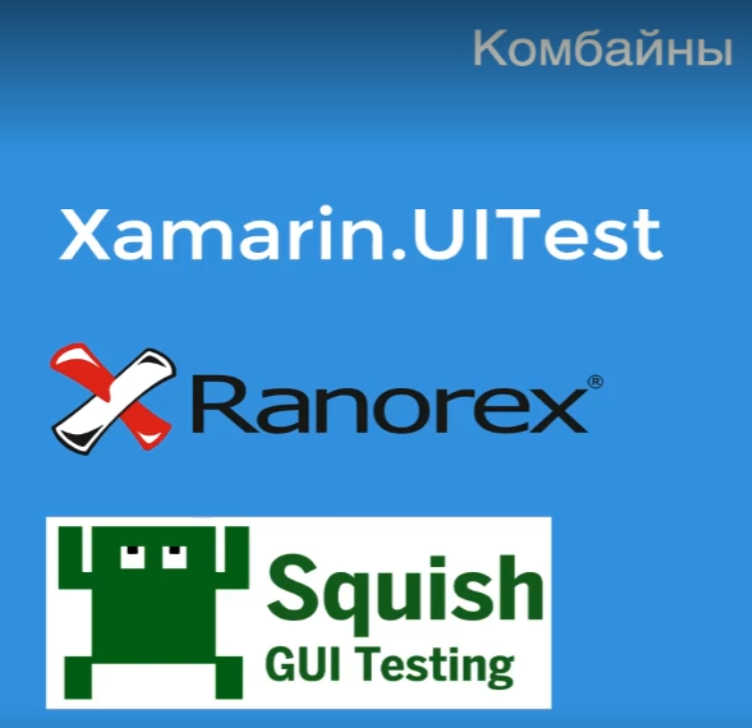 Комбайны
Xamarin.UITest
Ranorex®
Squish
GUI Testing